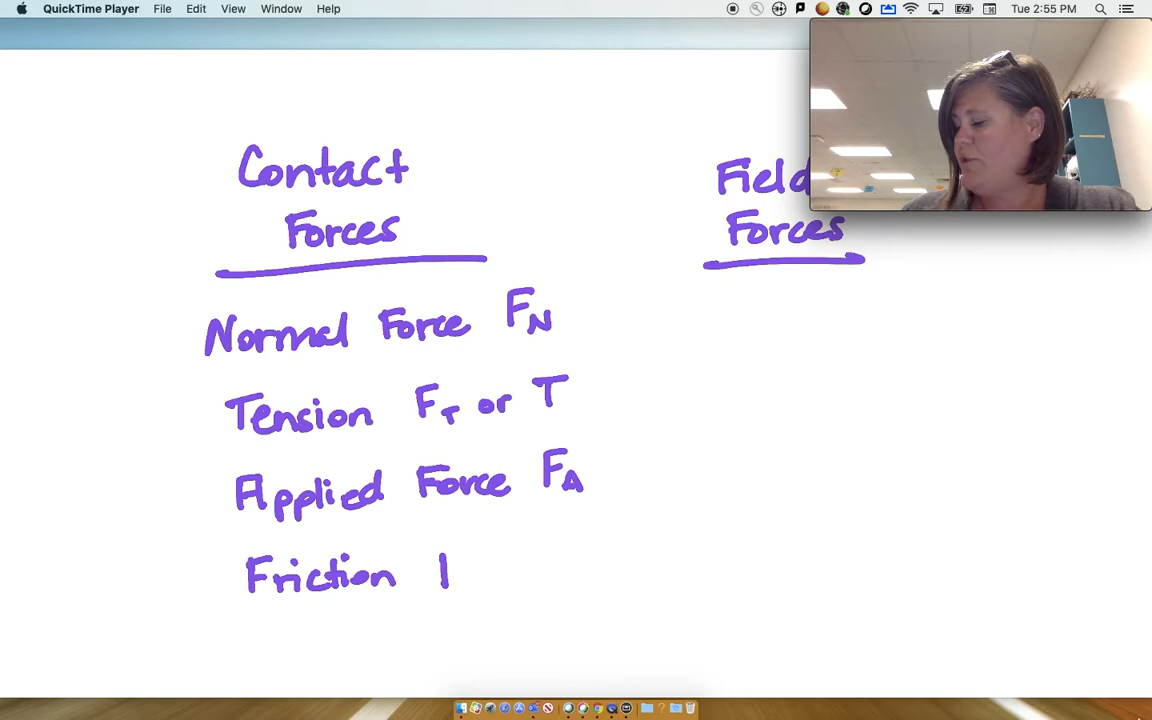 QuickTime Player File Edit View Window Help Tue 2:55 PM
Contact
Forces
Normal Force FN
Tension FT or T
Applied Force FA
Friction
Field
Forces